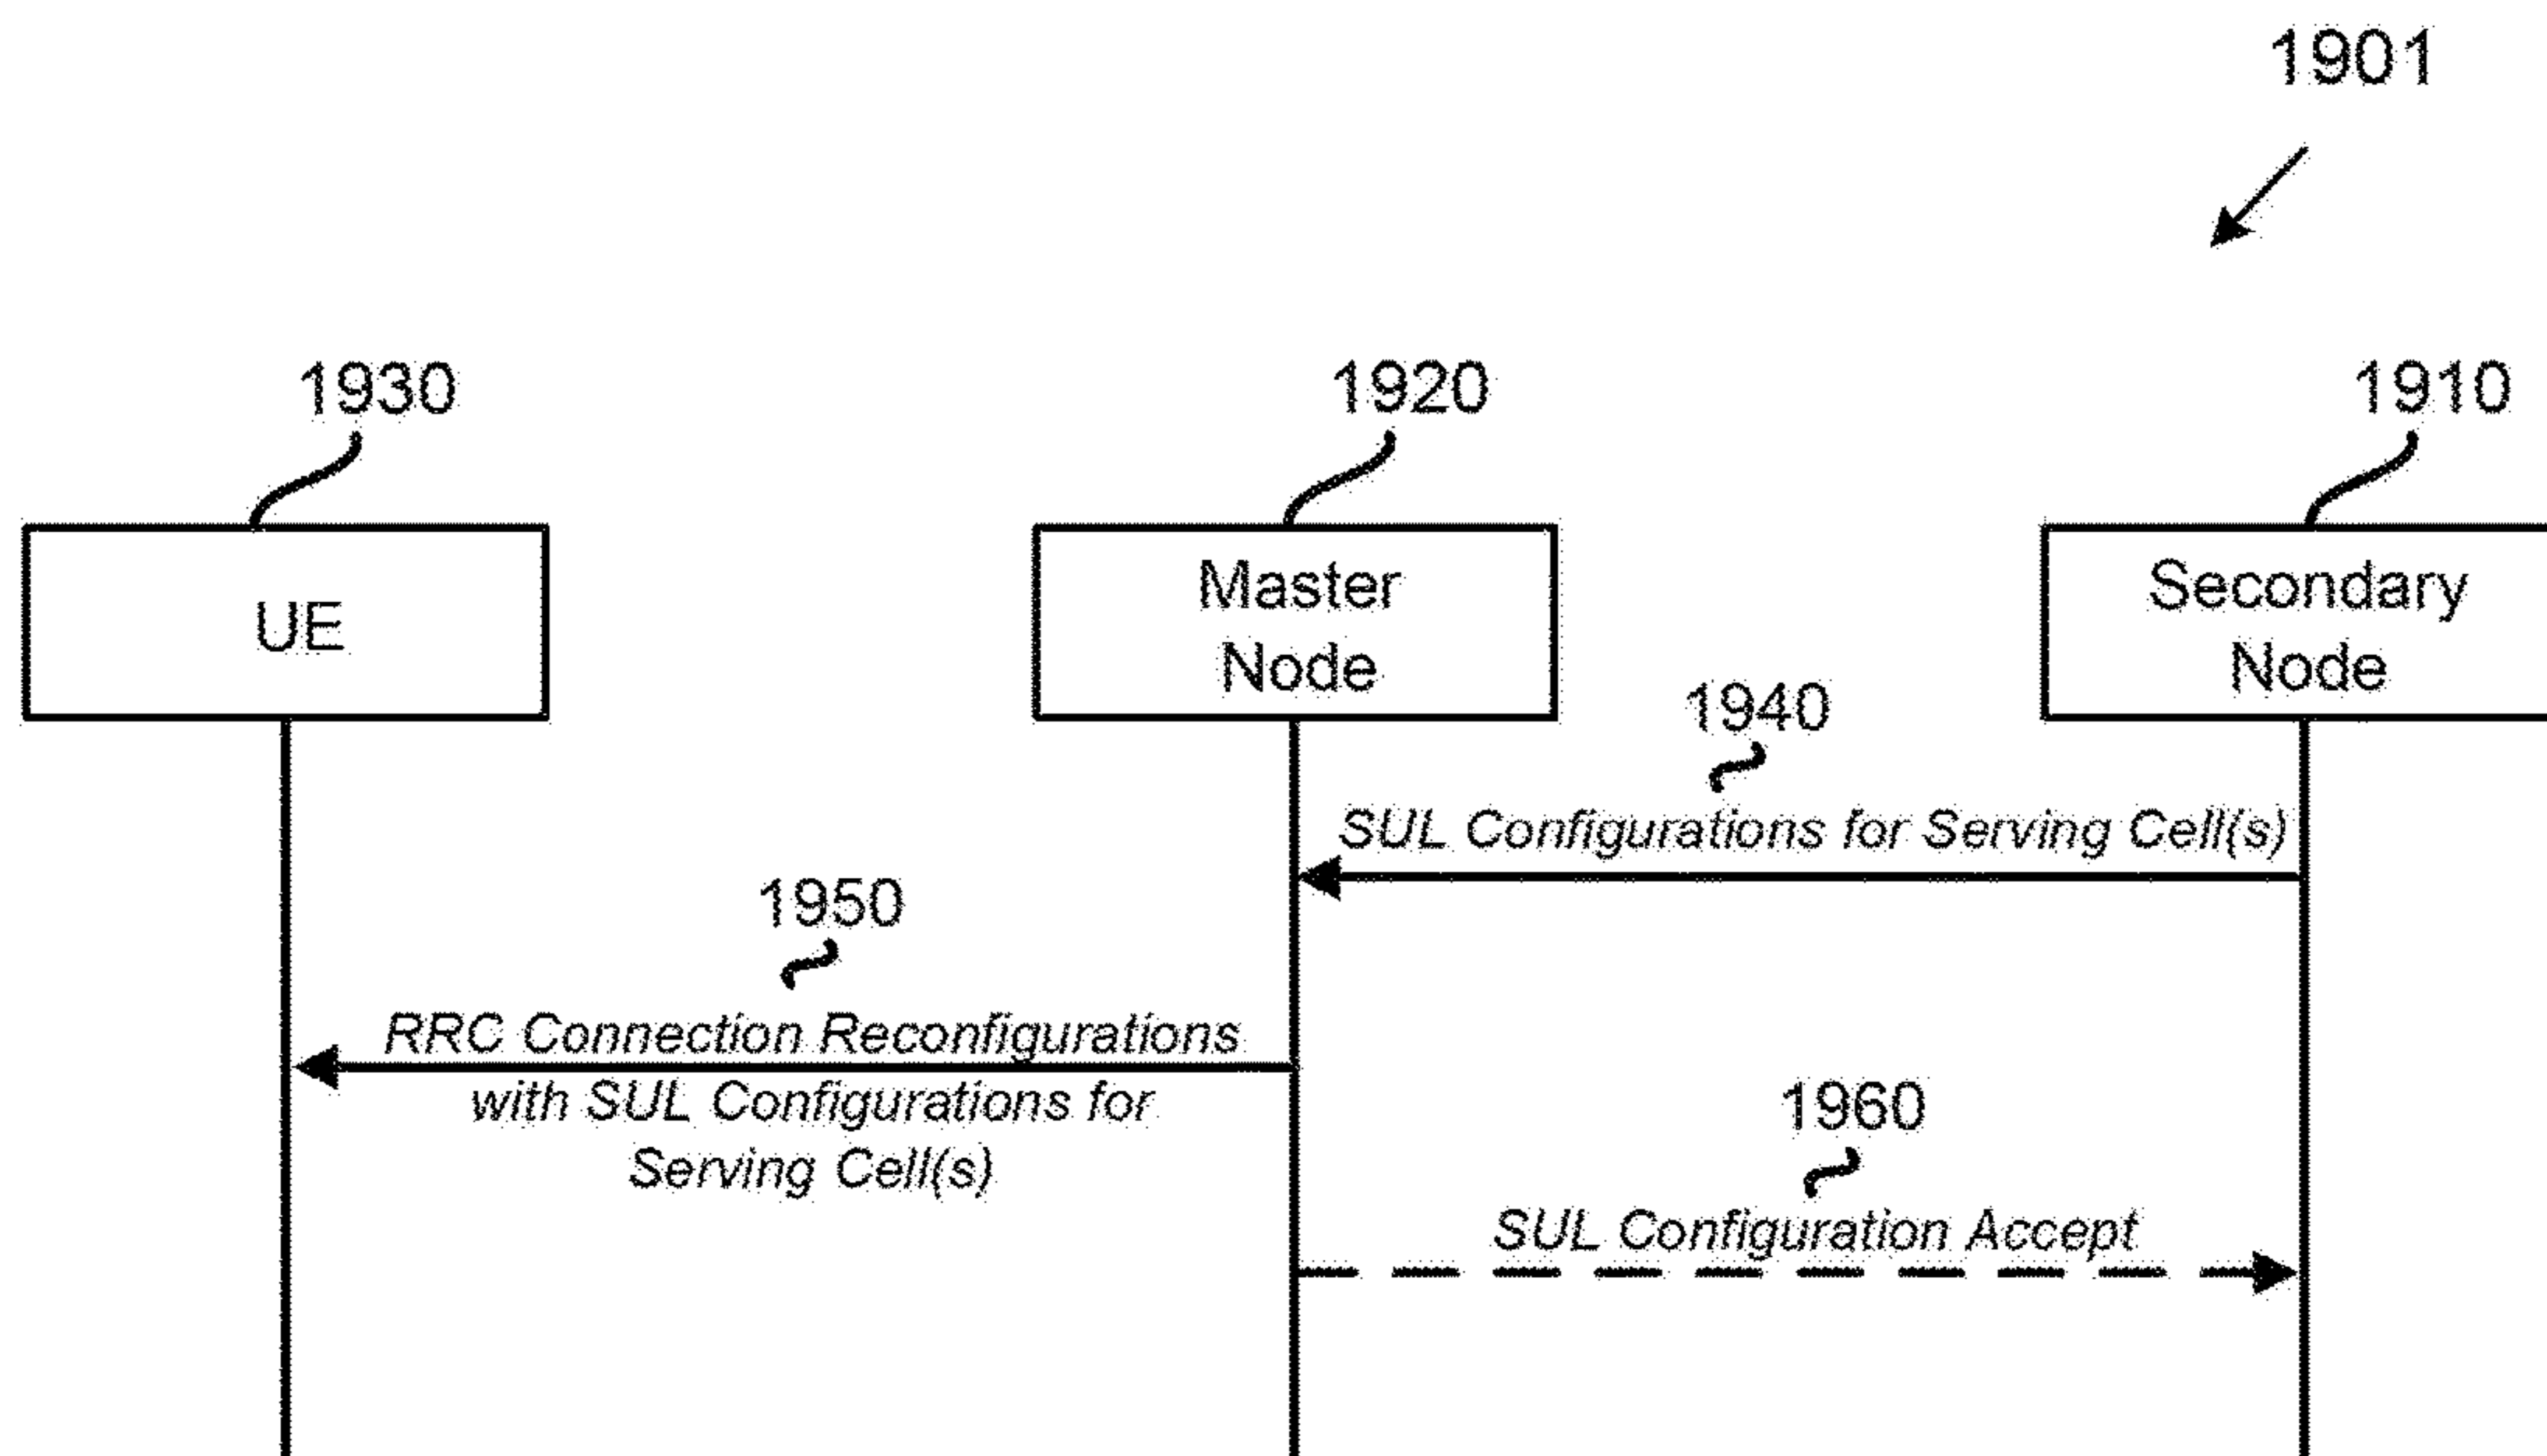 1901
1930
1920
1910
UE
Master
Node
Secondary
Node
1940
SUL Configurations for Serving Cell(s)
1950
RRC Connection Reconfigurations
with SUL Configurations for
Serving Cell(s)
1960
SUL Configuration Accept